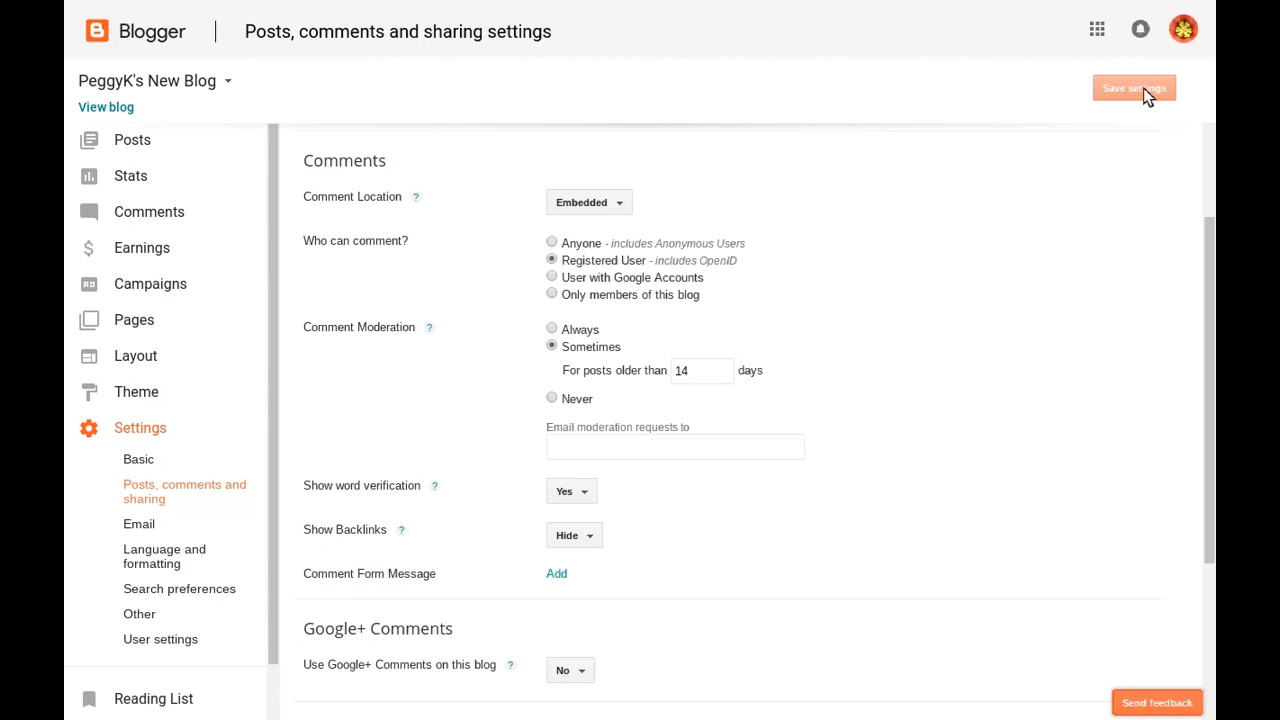 Blogger
Posts, comments and sharing settings
PeggyK's New Blog
View blog
Save settings
Posts
Stats
Comments
Earnings
Campaigns
Pages
Layout
Theme
Settings
Basic
Posts, comments and
sharing
Email
Language and
formatting
Search preferences
Other
User settings
Reading List
Comments
Comment Location ?
Embedded
Who can comment?
Anyone - includes Anonymous Users
Registered User - includes OpenID
User with Google Accounts
Only members of this blog
Comment Moderation ?
Always
Sometimes
For posts older than 14 days
Never
Email moderation requests to
Show word verification ?
Yes
Show Backlinks ?
Hide
Comment Form Message
Add
Google+ Comments
Use Google+ Comments on this blog ?
No
Send feedback